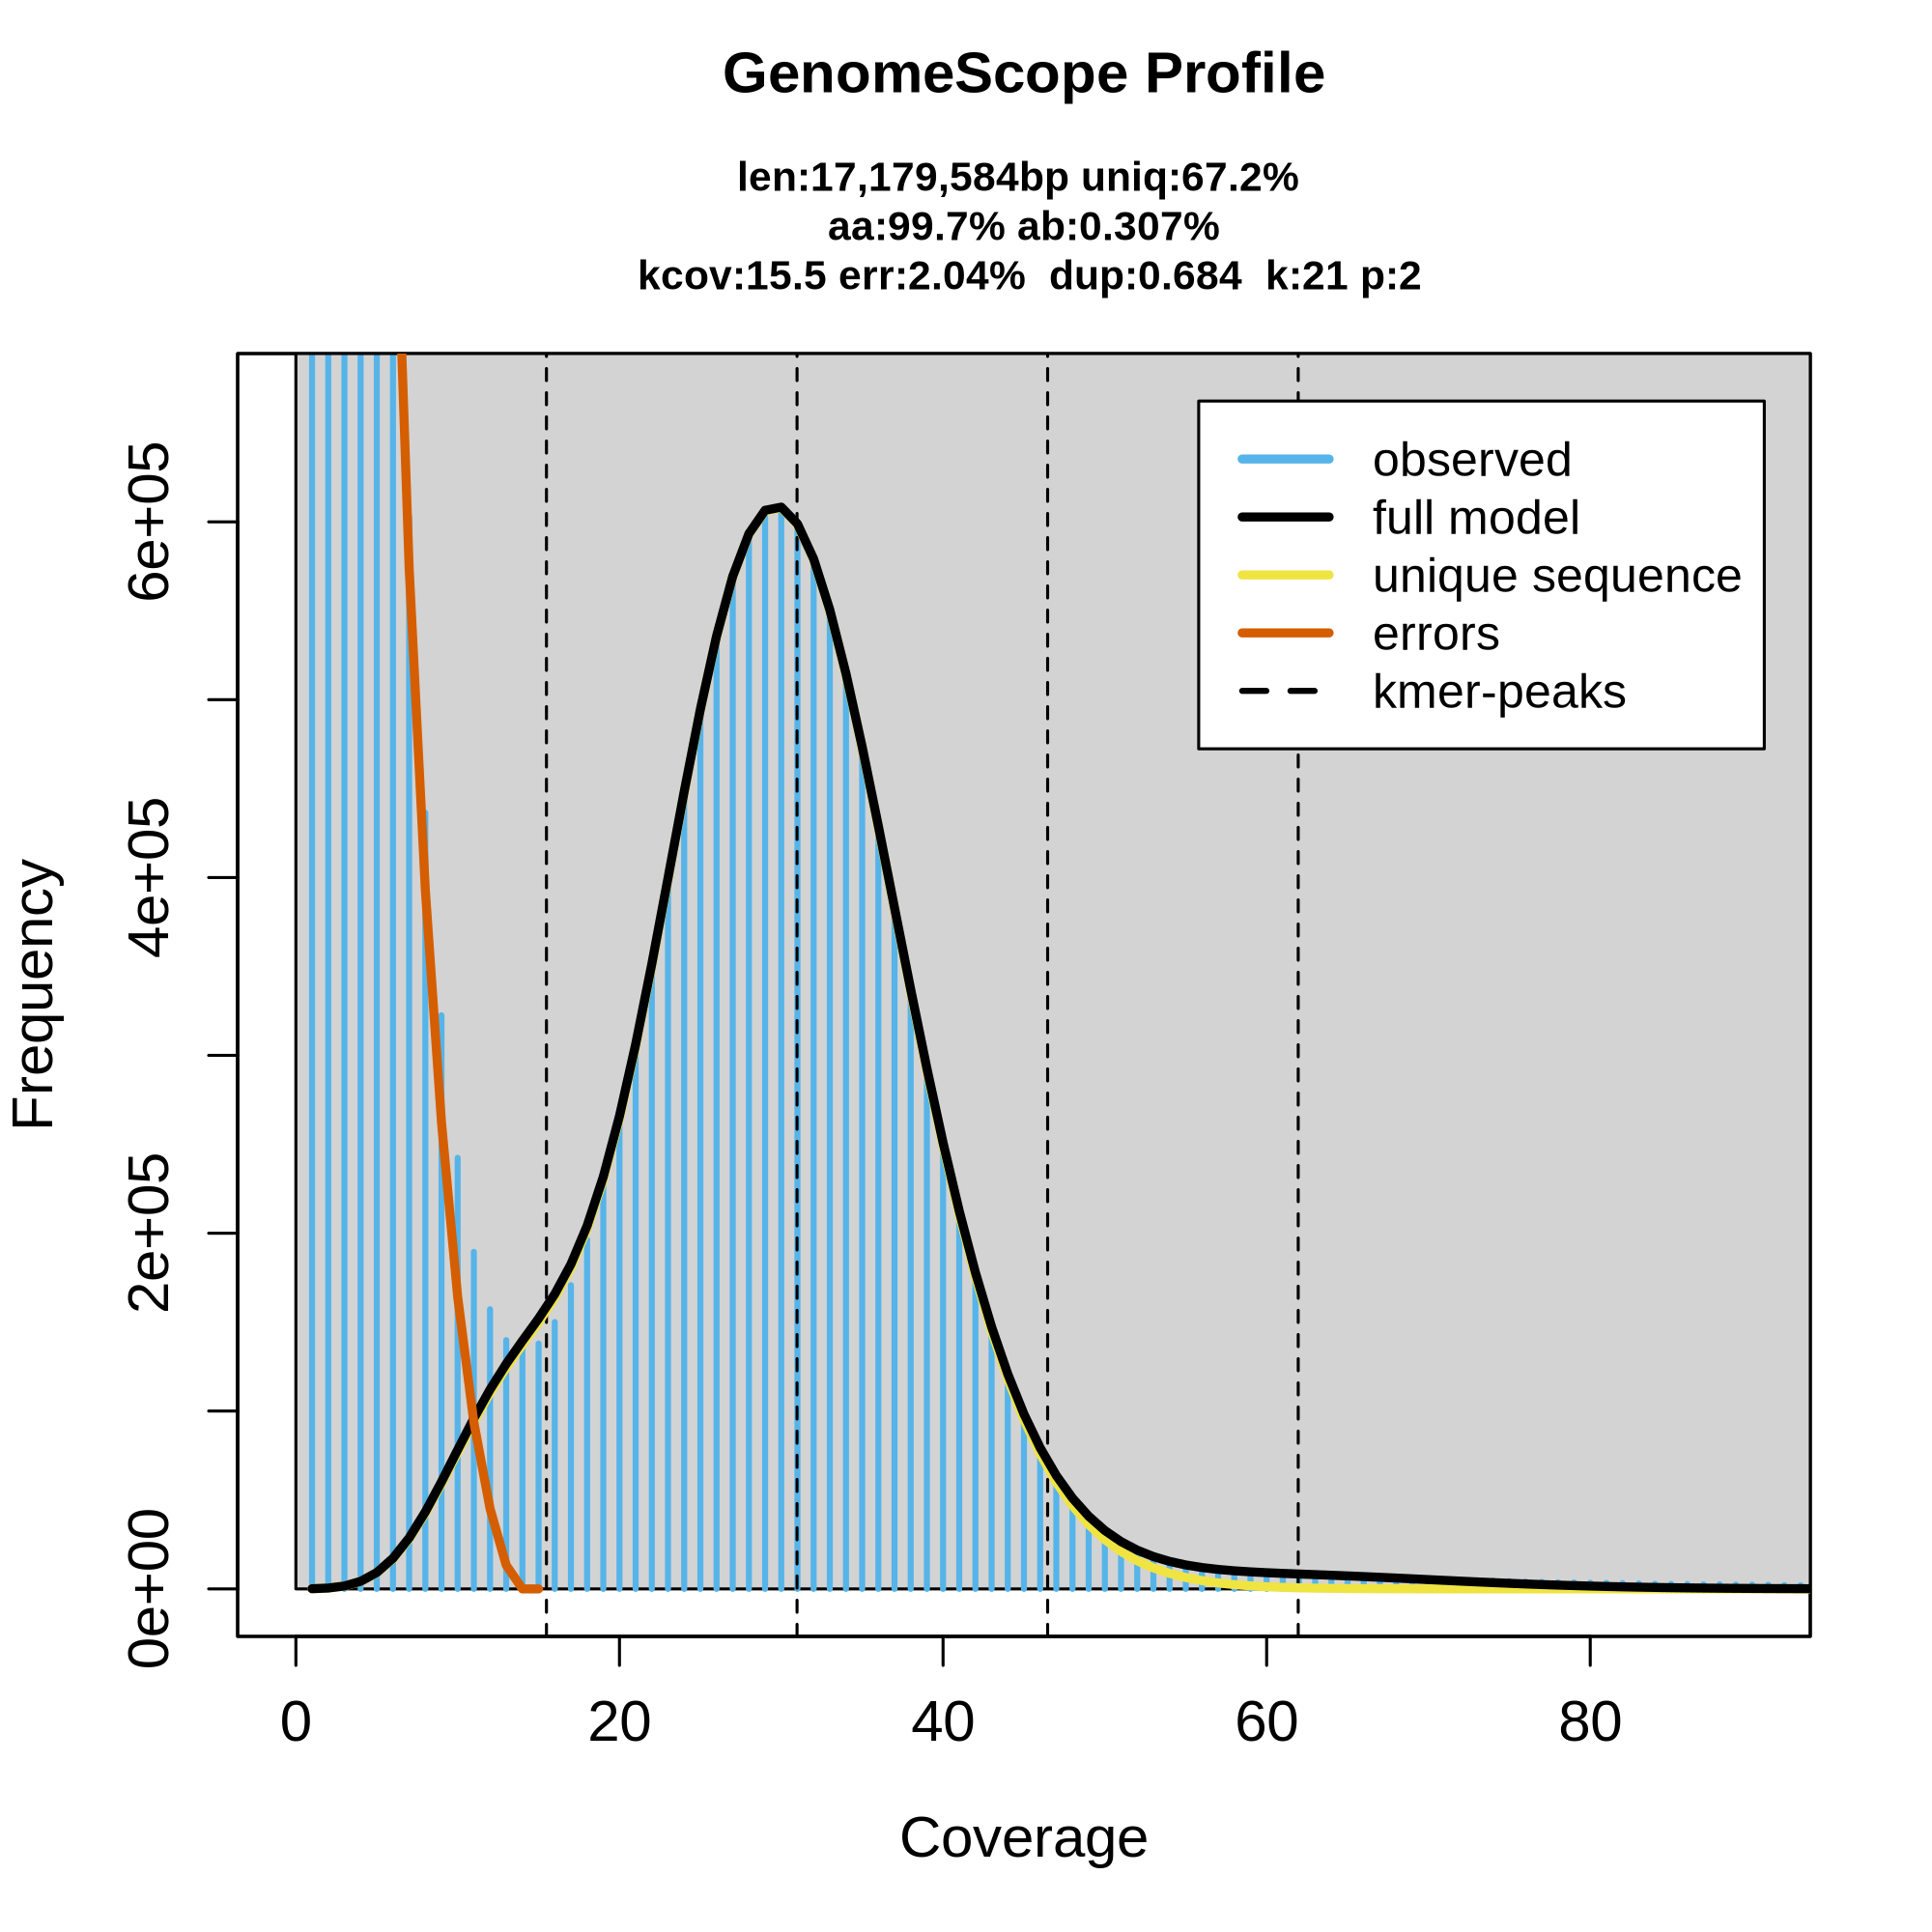 GenomeScope Profile
len:17,179,584bp uniq:67.2%
aa:99.7% ab:0.307%
kcov:15.5 err:2.04%  dup:0.684  k:21 p:2
observed
full model
unique sequence
errors
kmer-peaks
Frequency
6e+05
4e+05
2e+05
0e+00
0 20 40 60 80
Coverage